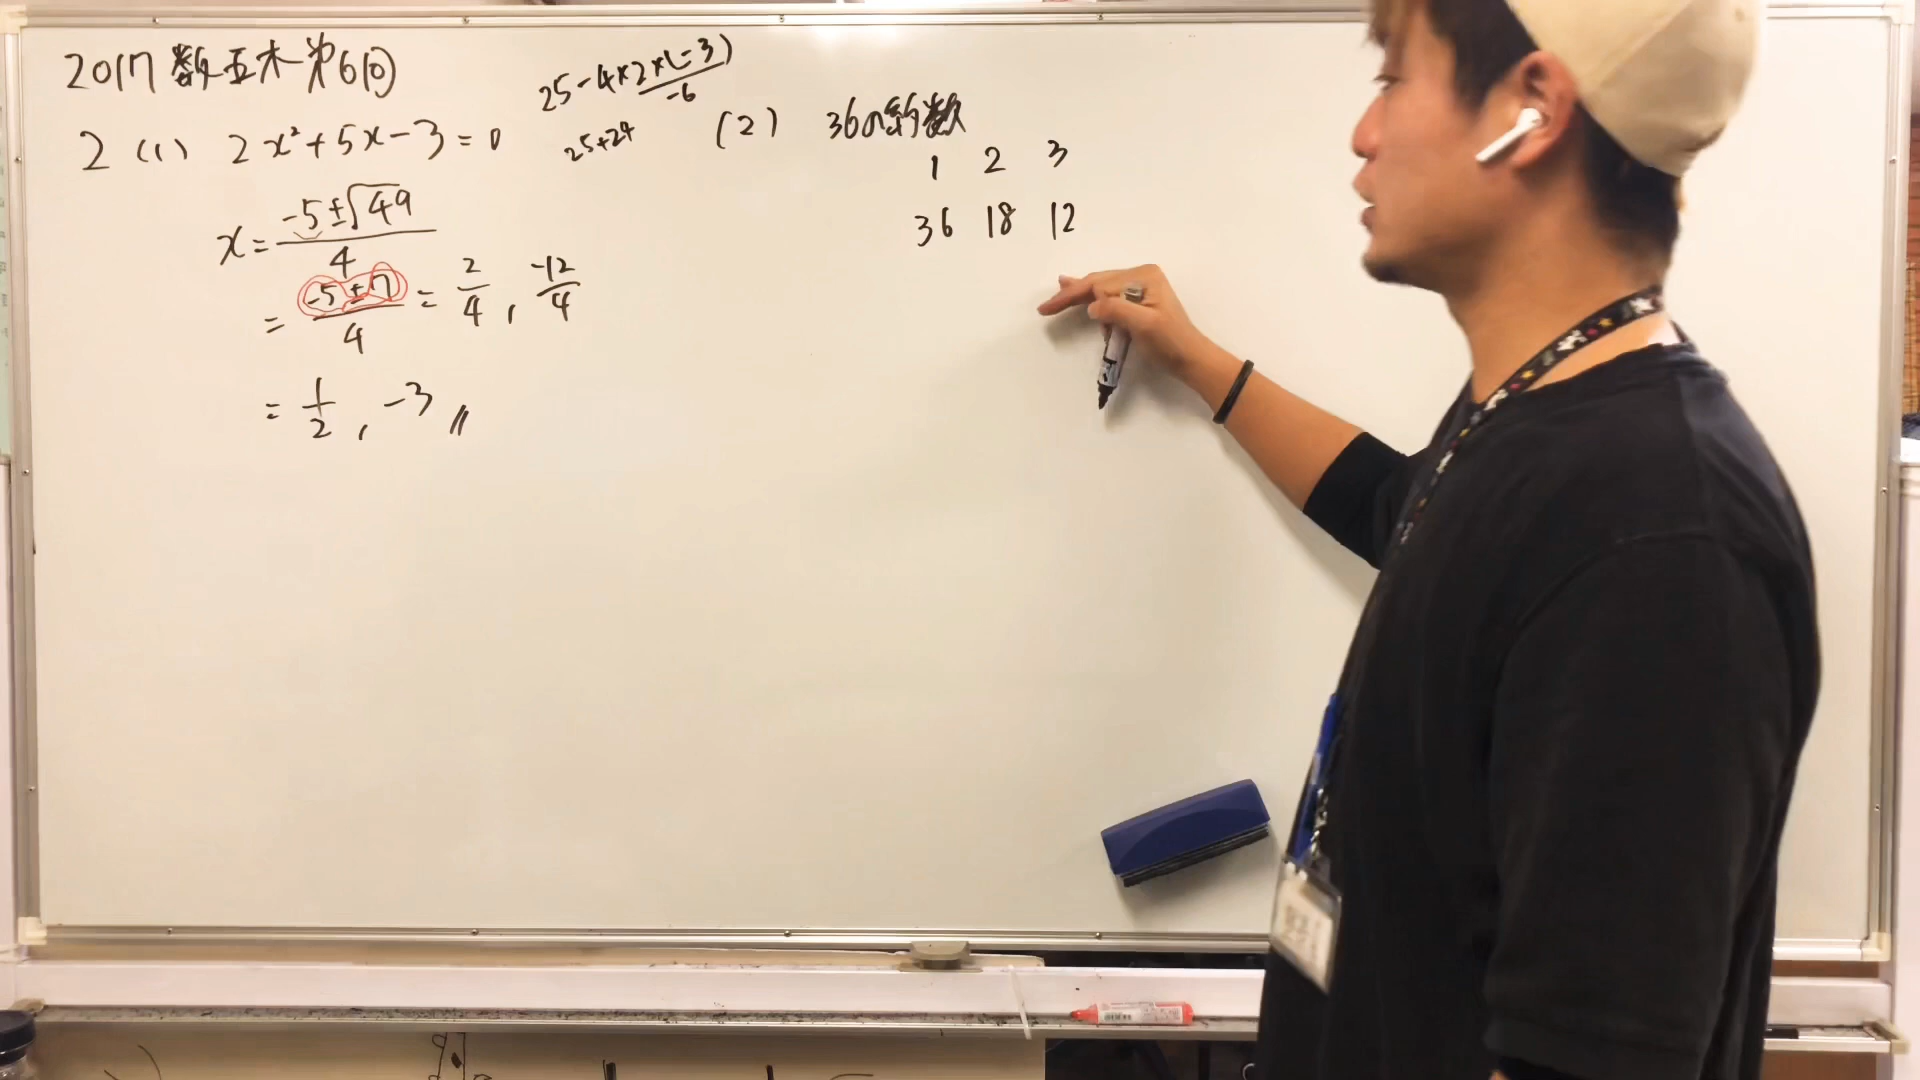 2017 数五木 第6回
2 (1) 2x²+5x-3=0
25-4×2×(-3)
-6
25+24
x = -5±√49 / 4
= -5±7 / 4 = 2/4 , -12/4
= 1/2 , -3 〃
(2) 36の約数
1 2 3
36 18 12